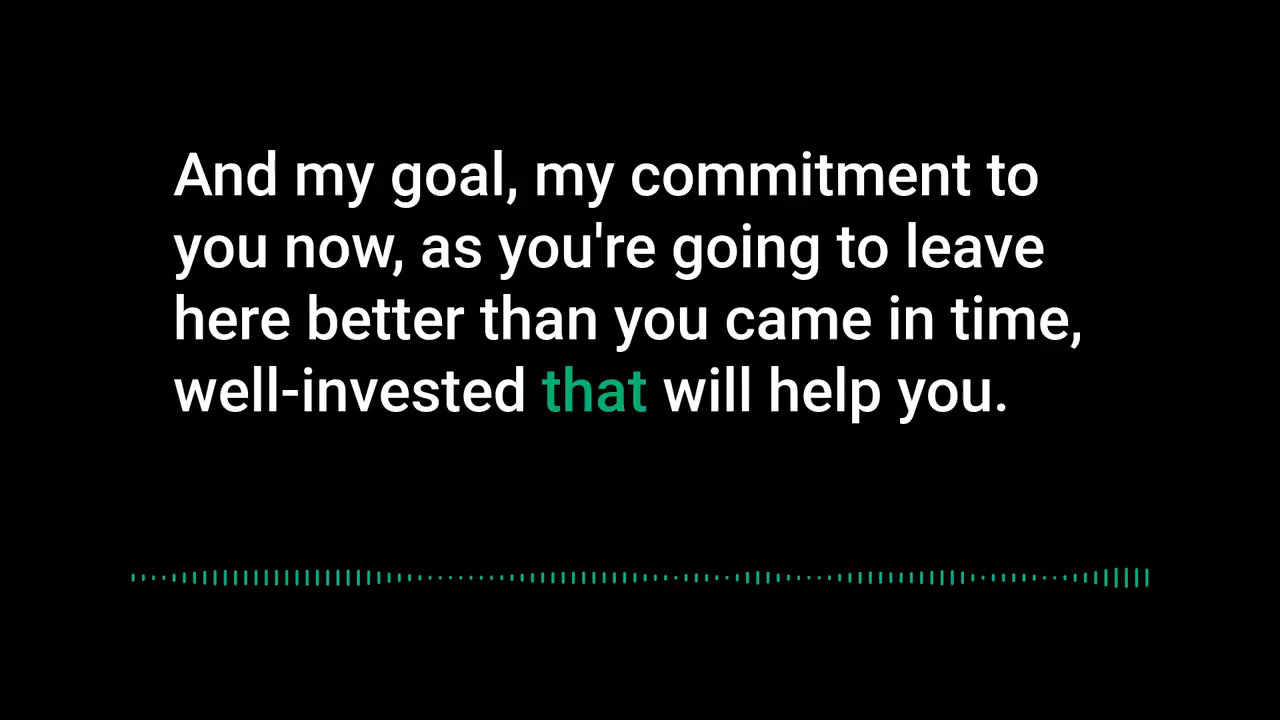 And my goal, my commitment to
you now, as you're going to leave
here better than you came in time,
well-invested that will help you.